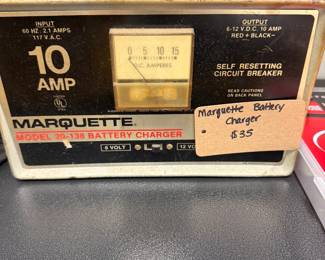 INPUT
60 HZ. 2.1 AMPS
117 V.A.C.
OUTPUT
6-12 V.D.C. 10 AMP
RED + BLACK-
10
AMP
0 5 10 15
D.C. AMPERES
SELF RESETTING
CIRCUIT BREAKER
READ CAUTIONS
ON BACK PANEL
UL
MARQUETTE
MODEL 20-138 BATTERY CHARGER
6 VOLT
12 VO
Marquette Battery
Charger
$35